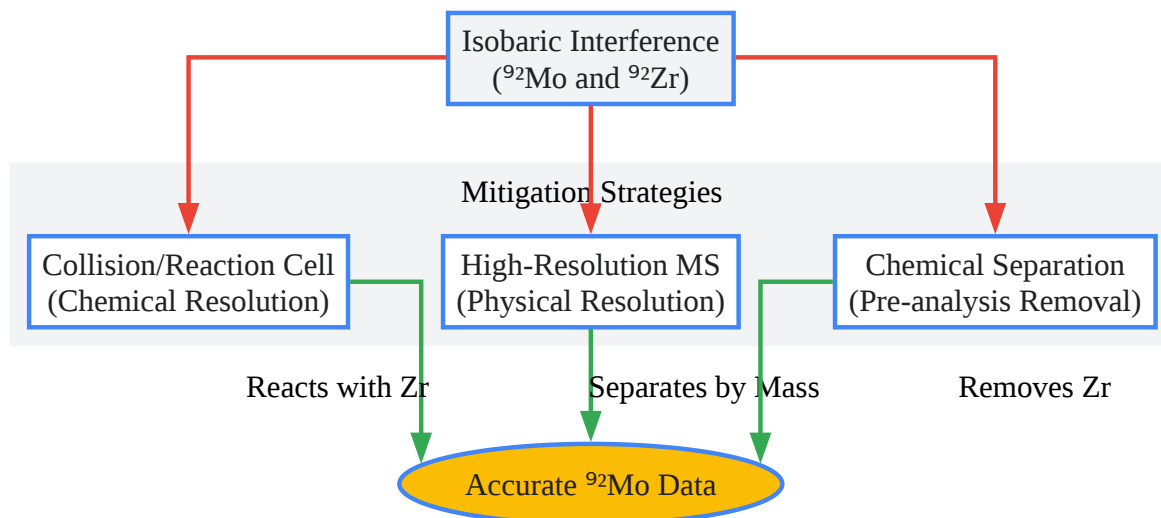 Isobaric Interference
(⁹²Mo and ⁹²Zr)
Mitigation Strategies
Collision/Reaction Cell
(Chemical Resolution)
High-Resolution MS
(Physical Resolution)
Chemical Separation
(Pre-analysis Removal)
Reacts with Zr
Separates by Mass
Removes Zr
Accurate ⁹²Mo Data